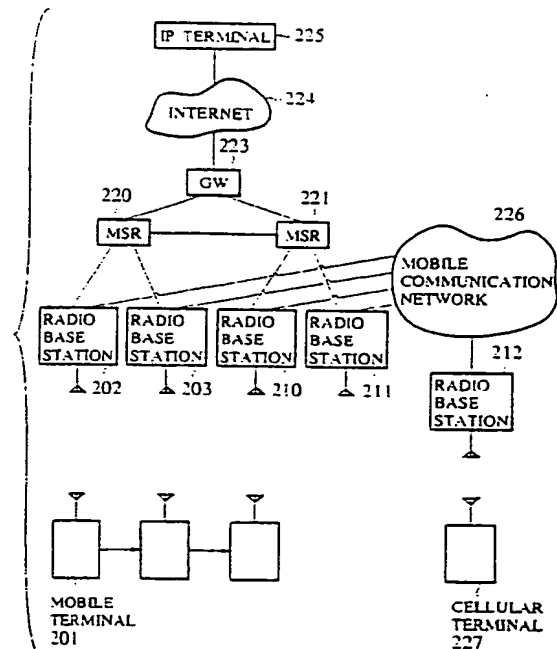 IP TERMINAL
225
INTERNET
224
223
GW
220
MSR
221
MSR
226
MOBILE
COMMUNICATION
NETWORK
RADIO
BASE
STATION
202
RADIO
BASE
STATION
203
RADIO
BASE
STATION
210
RADIO
BASE
STATION
211
212
RADIO
BASE
STATION
MOBILE
TERMINAL
201
CELLULAR
TERMINAL
227